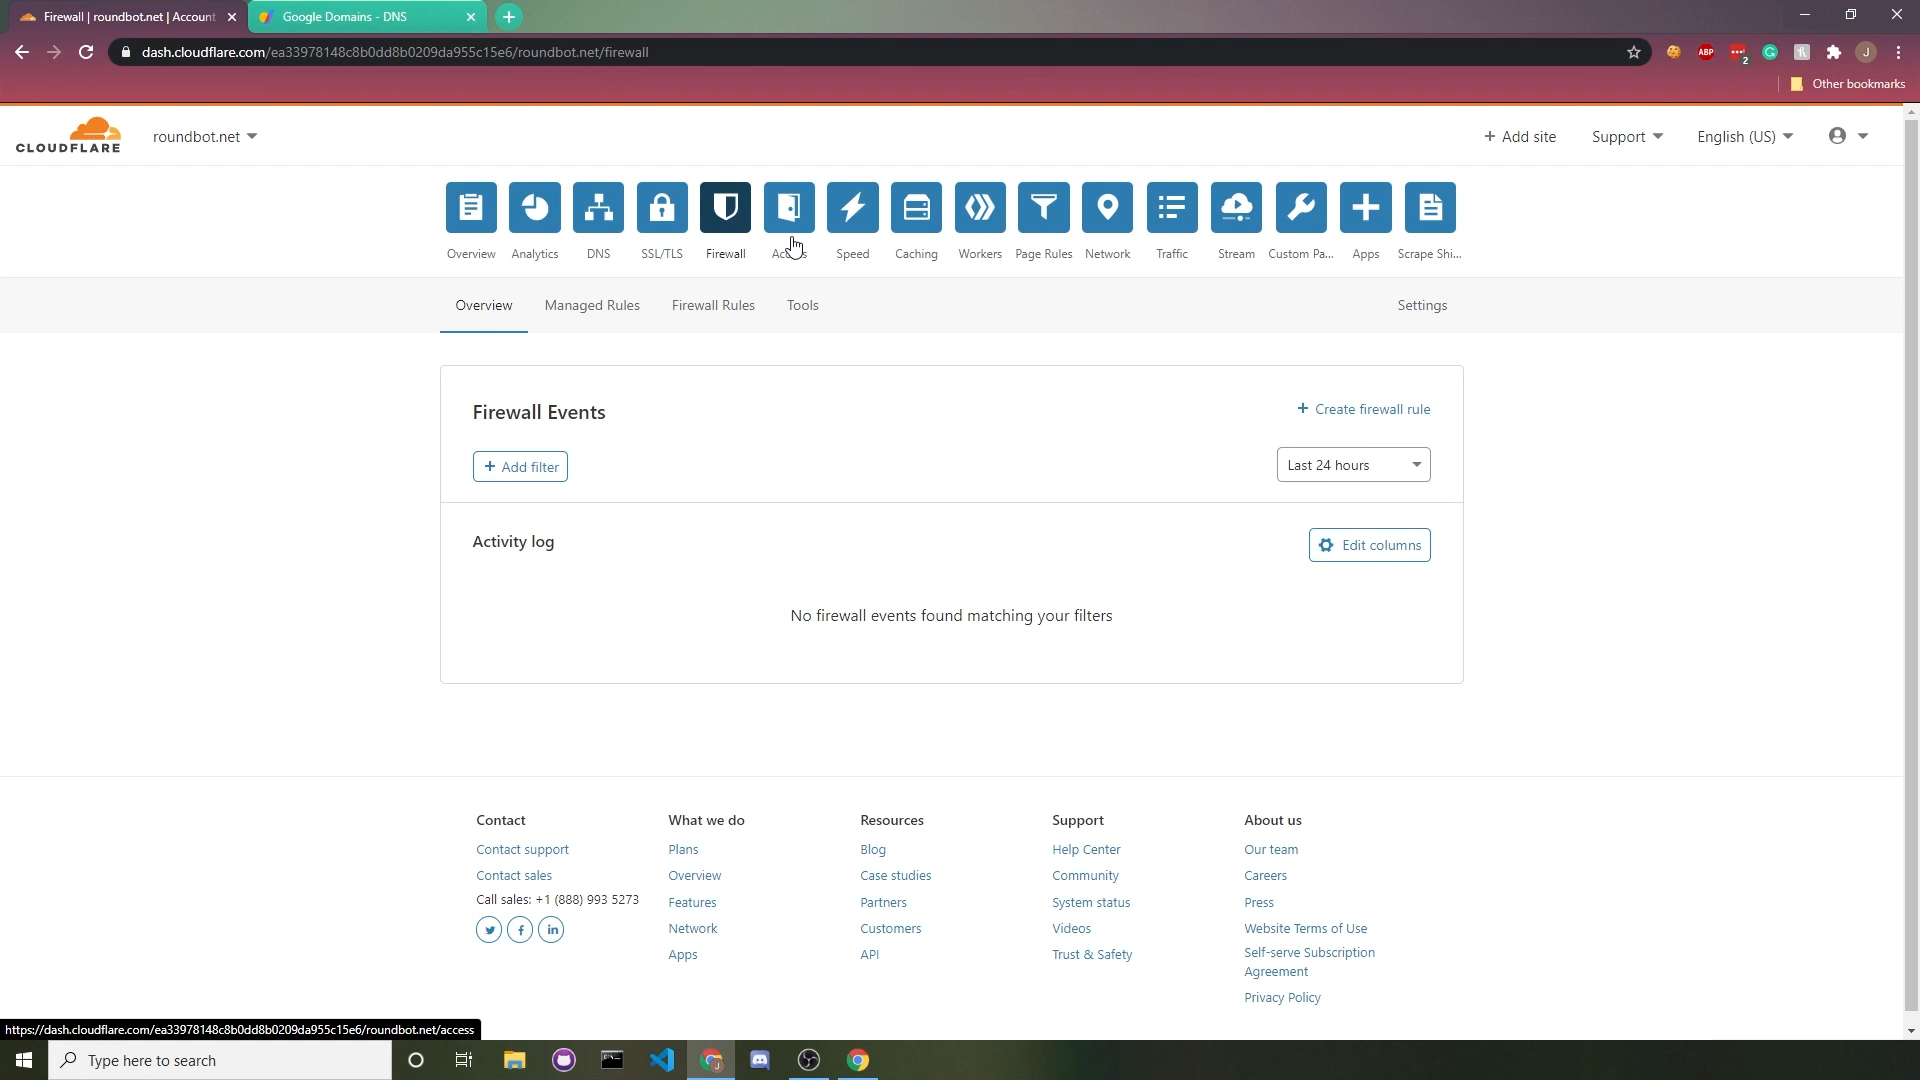 Firewall | roundbot.net | Account
Google Domains - DNS
dash.cloudflare.com/ea33978148c8b0dd8b0209da955c15e6/roundbot.net/firewall
ABP
2
J
Other bookmarks
CLOUDFLARE
roundbot.net
+ Add site
Support
English (US)
Overview
Analytics
DNS
SSL/TLS
Firewall
Access
Speed
Caching
Workers
Page Rules
Network
Traffic
Stream
Custom Pa...
Apps
Scrape Shi...
Overview
Managed Rules
Firewall Rules
Tools
Settings
Firewall Events
+ Create firewall rule
+ Add filter
Last 24 hours
Activity log
Edit columns
No firewall events found matching your filters
Contact
Contact support
Contact sales
Call sales: +1 (888) 993 5273
What we do
Plans
Overview
Features
Network
Apps
Resources
Blog
Case studies
Partners
Customers
API
Support
Help Center
Community
System status
Videos
Trust & Safety
About us
Our team
Careers
Press
Website Terms of Use
Self-serve Subscription
Agreement
Privacy Policy
https://dash.cloudflare.com/ea33978148c8b0dd8b0209da955c15e6/roundbot.net/access
Type here to search